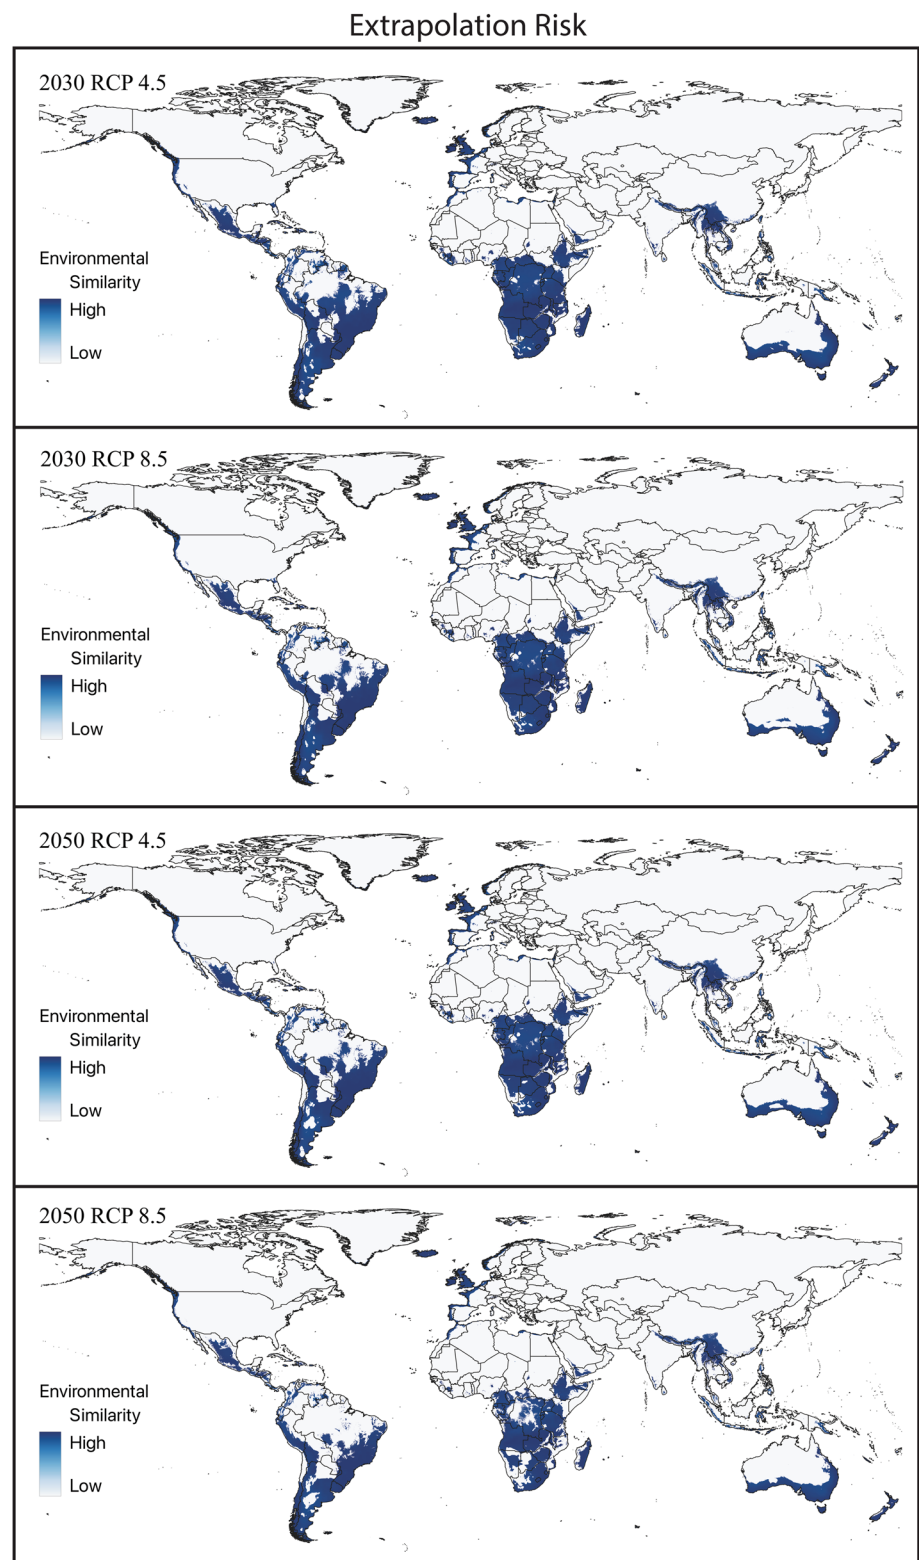 Extrapolation Risk
2030 RCP 4.5
Environmental
Similarity
High
Low
2030 RCP 8.5
Environmental
Similarity
High
Low
2050 RCP 4.5
Environmental
Similarity
High
Low
2050 RCP 8.5
Environmental
Similarity
High
Low